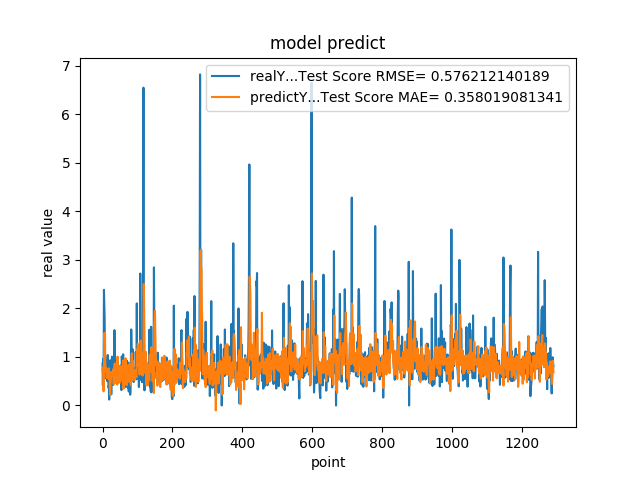 model predict
realY...Test Score RMSE= 0.576212140189
predictY...Test Score MAE= 0.358019081341
7
6
5
4
3
2
1
0
real value
0 200 400 600 800 1000 1200
point